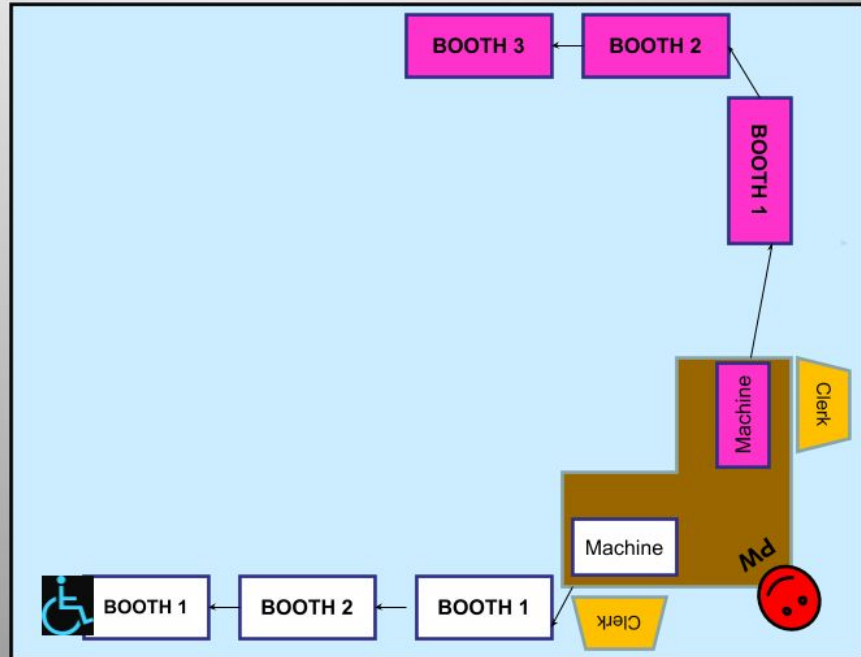 BOOTH 3
BOOTH 2
BOOTH 1
Machine
Clerk
Machine
PW
BOOTH 1
BOOTH 2
BOOTH 1
Clerk